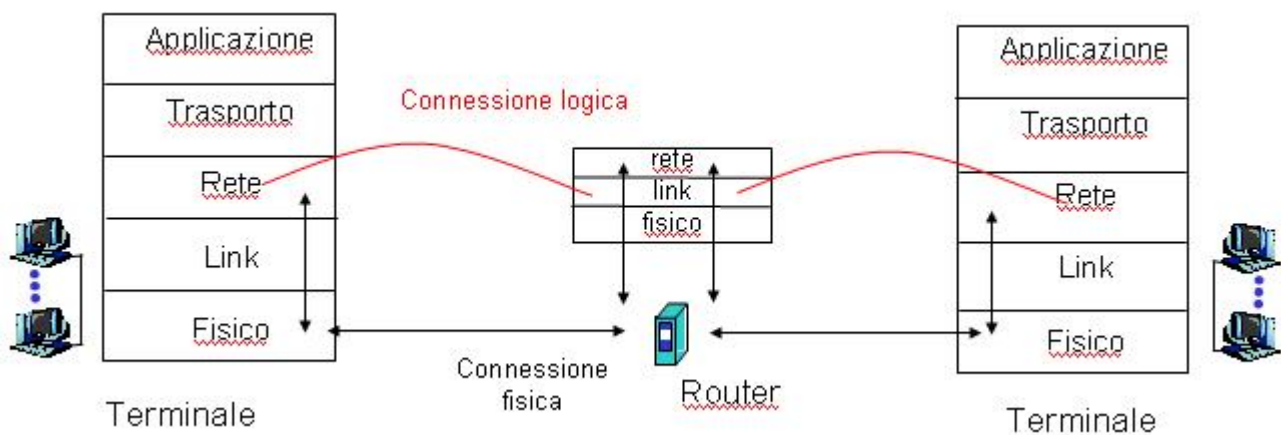 Applicazione
Trasporto
Rete
Link
Fisico
Terminale
Connessione logica
rete
link
fisico
Connessione
fisica
Router
Applicazione
Trasporto
Rete
Link
Fisico
Terminale